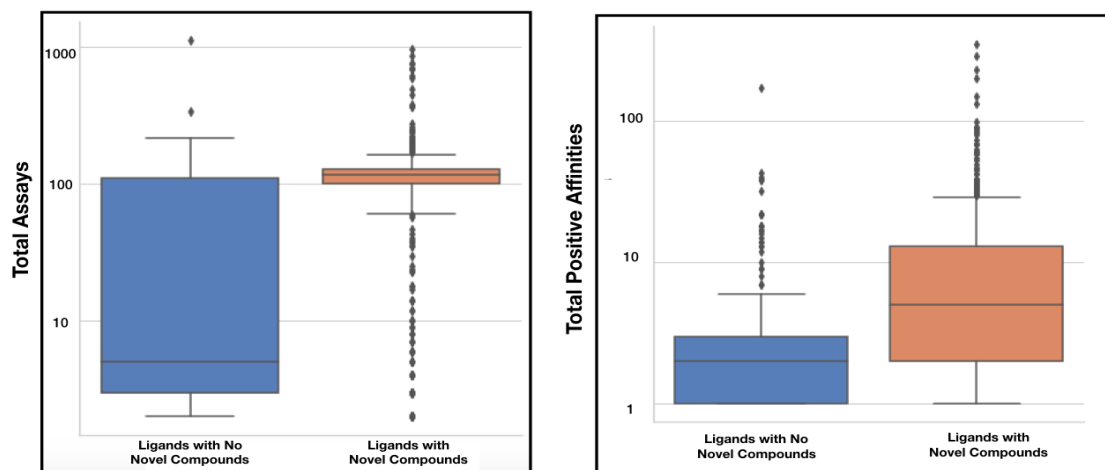 Total Assays
1000
100
10
Ligands with No
Novel Compounds
Ligands with
Novel Compounds
Total Positive Affinities
100
10
1
Ligands with No
Novel Compounds
Ligands with
Novel Compounds